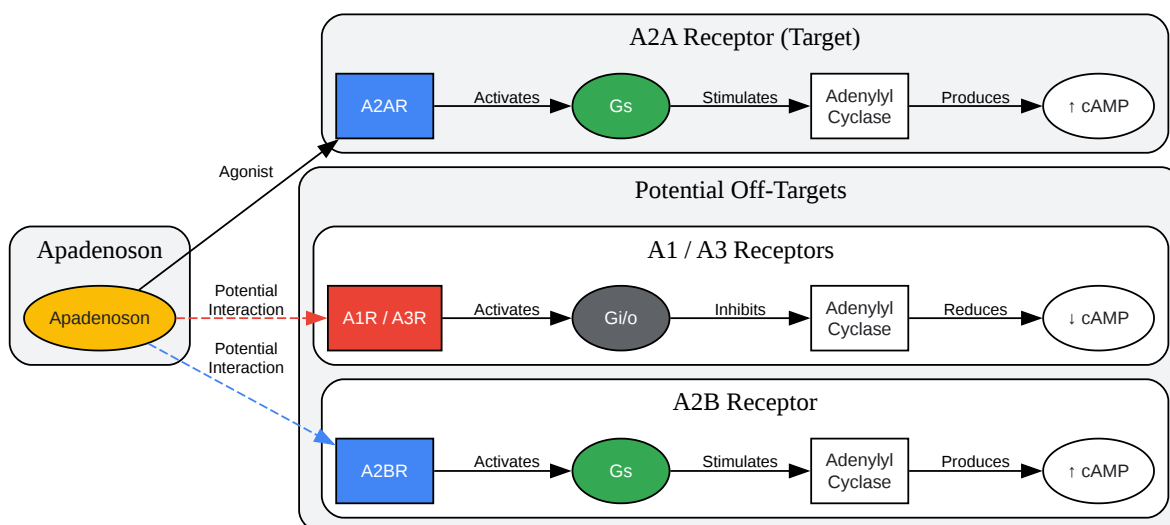 A2A Receptor (Target)
A2AR
Activates
Gs
Stimulates
Adenylyl
Cyclase
Produces
↑ cAMP
Agonist
Potential Off-Targets
Apadenoson
Apadenoson
Potential
Interaction
Potential
Interaction
A1 / A3 Receptors
A1R / A3R
Activates
Gi/o
Inhibits
Adenylyl
Cyclase
Reduces
↓ cAMP
A2B Receptor
A2BR
Activates
Gs
Stimulates
Adenylyl
Cyclase
Produces
↑ cAMP